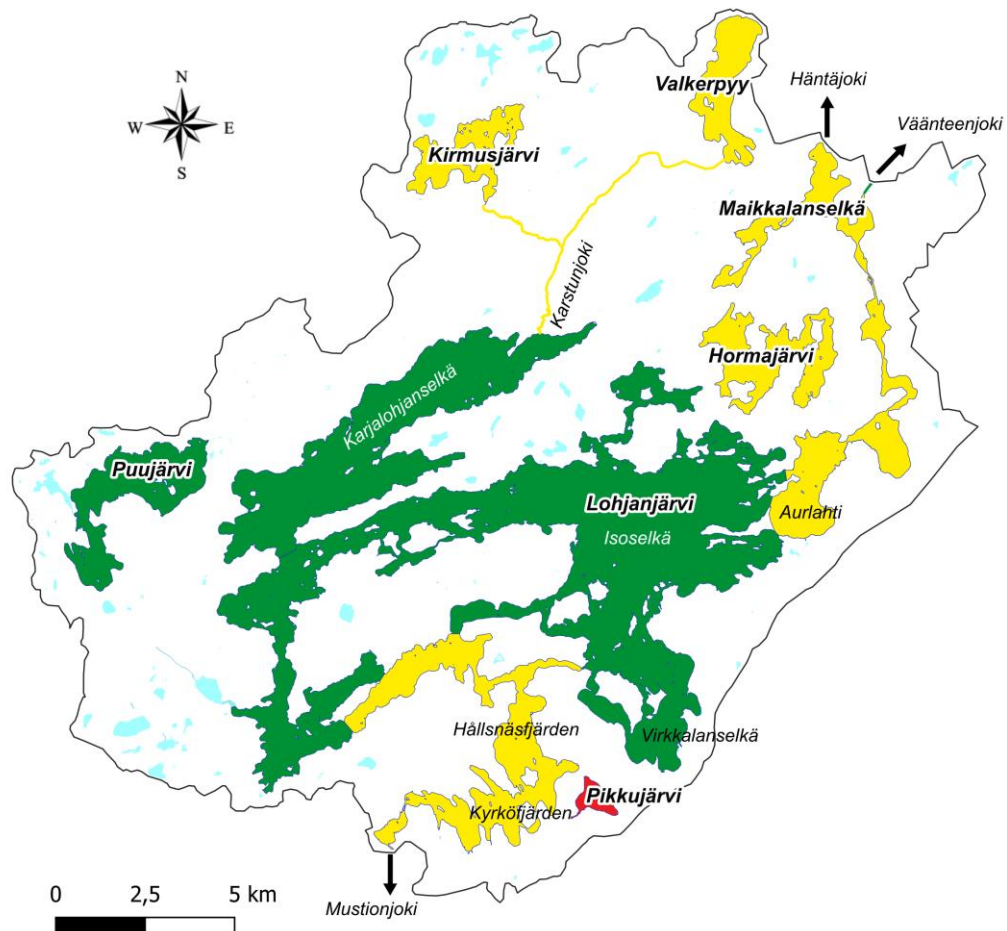 Valkerpyy
Häntäjoki
Väänteenjoki
N
W E
S
Kirmusjärvi
Maikkalanselkä
Karstunjoki
Hormajärvi
Karjalohjanselkä
Puujärvi
Lohjanjärvi
Aurlahti
Isoselkä
Hållsnäsfjärden
Virkkalanselkä
Pikkujärvi
Kyrköfjärden
0 2,5 5 km
Mustionjoki